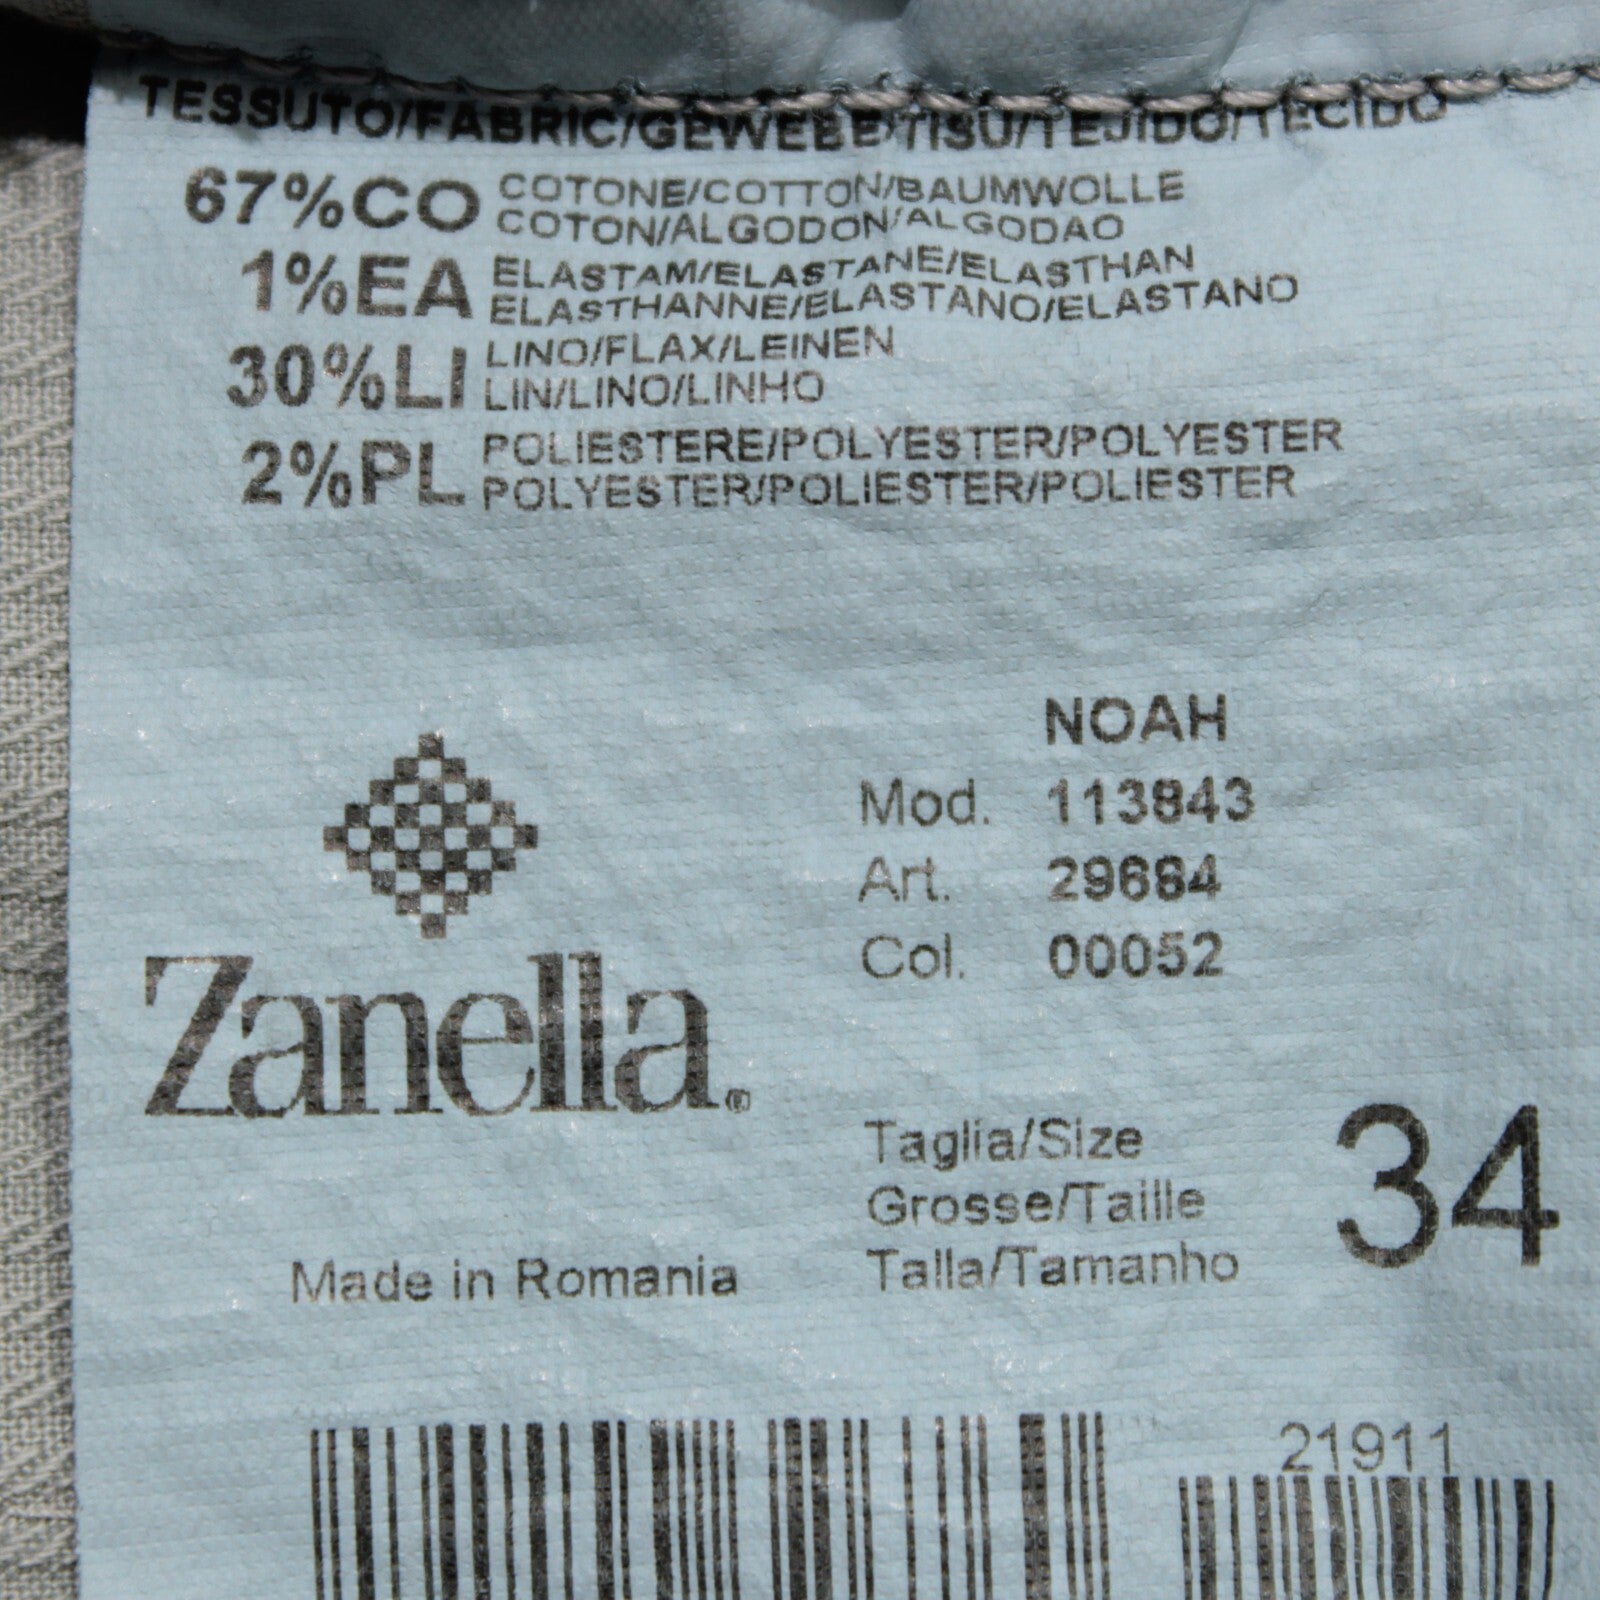 TESSUTO/FABRIC/GEWEBE/TISU/TEJIDO/TECIDO
67%CO COTONE/COTTON/BAUMWOLLE
COTON/ALGODON/ALGODAO
1%EA ELASTAM/ELASTANE/ELASTHAN
ELASTHANNE/ELASTANO/ELASTANO
30%LI LINO/FLAX/LEINEN
LIN/LINO/LINHO
2%PL POLIESTERE/POLYESTER/POLYESTER
POLYESTER/POLIESTER/POLIESTER
NOAH
Mod. 113843
Art. 29664
Col. 00052
Zanella®
Taglia/Size
Grosse/Taille
Talla/Tamanho
34
Made in Romania
21911